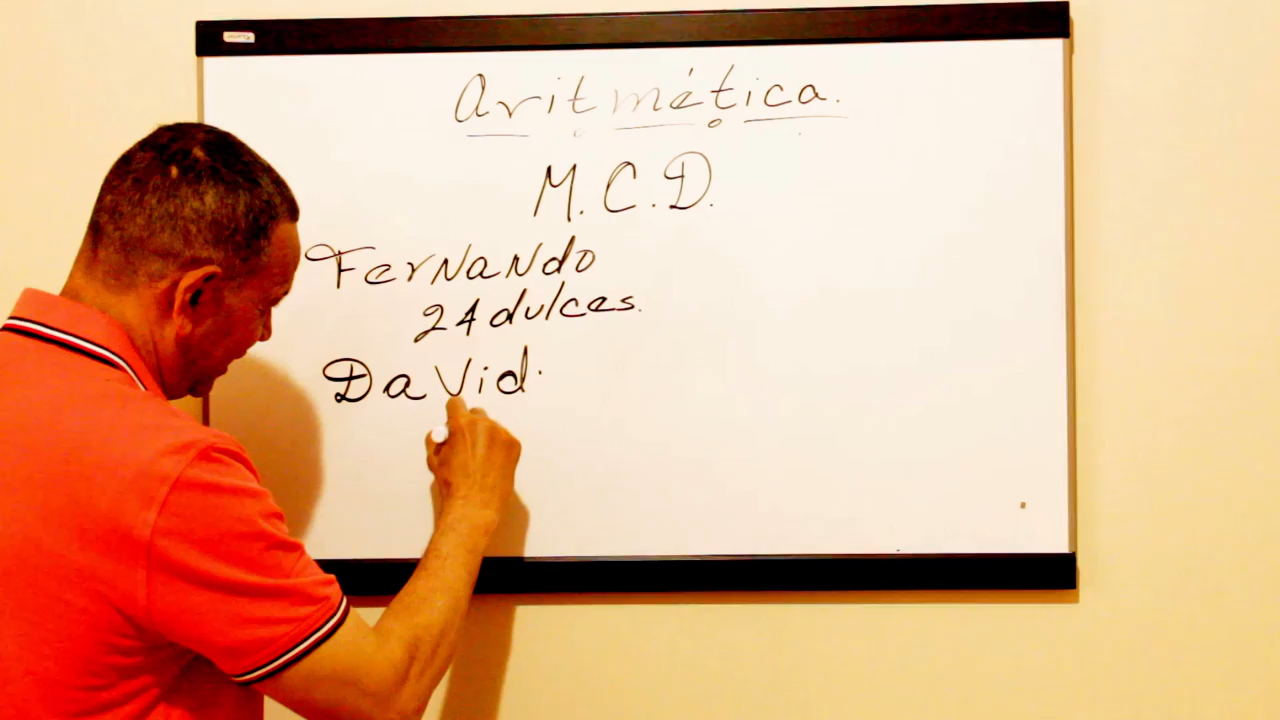 Aritmética.
M.C.D.
FerNaNdo
24 dulces.
DaVid.